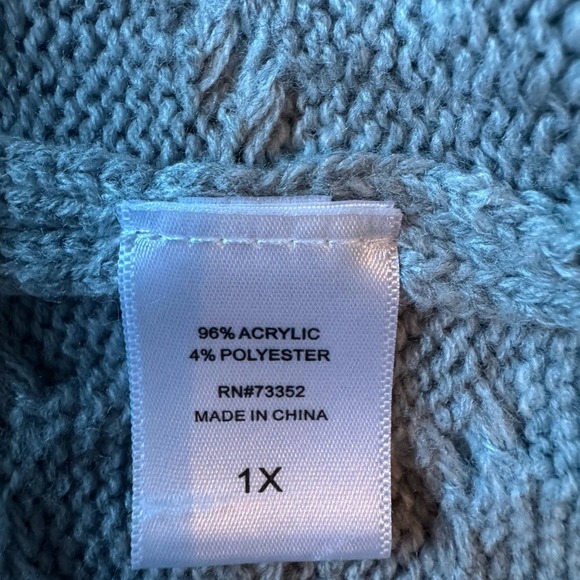 96% ACRYLIC
4% POLYESTER
RN#73352
MADE IN CHINA
1X